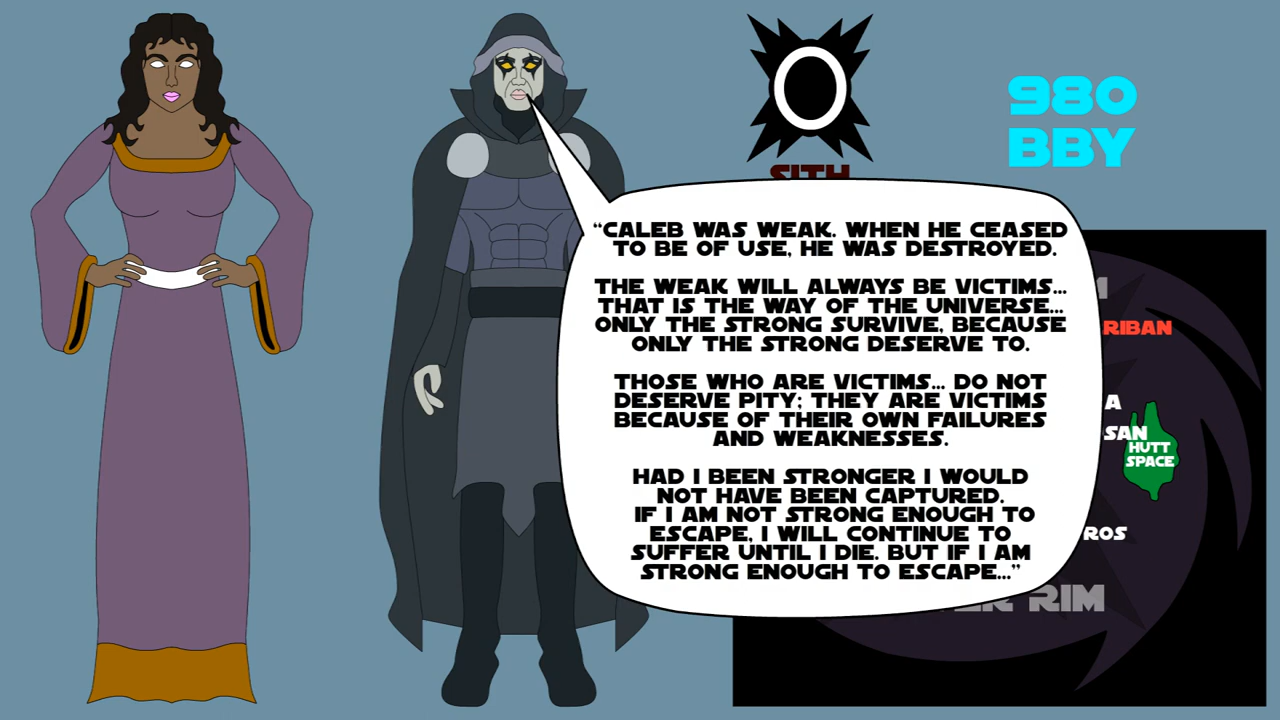 980
BBY
SITH
“CALEB WAS WEAK. WHEN HE CEASED
TO BE OF USE, HE WAS DESTROYED.
THE WEAK WILL ALWAYS BE VICTIMS...
THAT IS THE WAY OF THE UNIVERSE...
ONLY THE STRONG SURVIVE, BECAUSE
ONLY THE STRONG DESERVE TO.
THOSE WHO ARE VICTIMS... DO NOT
DESERVE PITY; THEY ARE VICTIMS
BECAUSE OF THEIR OWN FAILURES
AND WEAKNESSES.
HAD I BEEN STRONGER I WOULD
NOT HAVE BEEN CAPTURED.
IF I AM NOT STRONG ENOUGH TO
ESCAPE, I WILL CONTINUE TO
SUFFER UNTIL I DIE. BUT IF I AM
STRONG ENOUGH TO ESCAPE...”
RIBAN
A
SAN
HUTT
SPACE
ROS
RIM